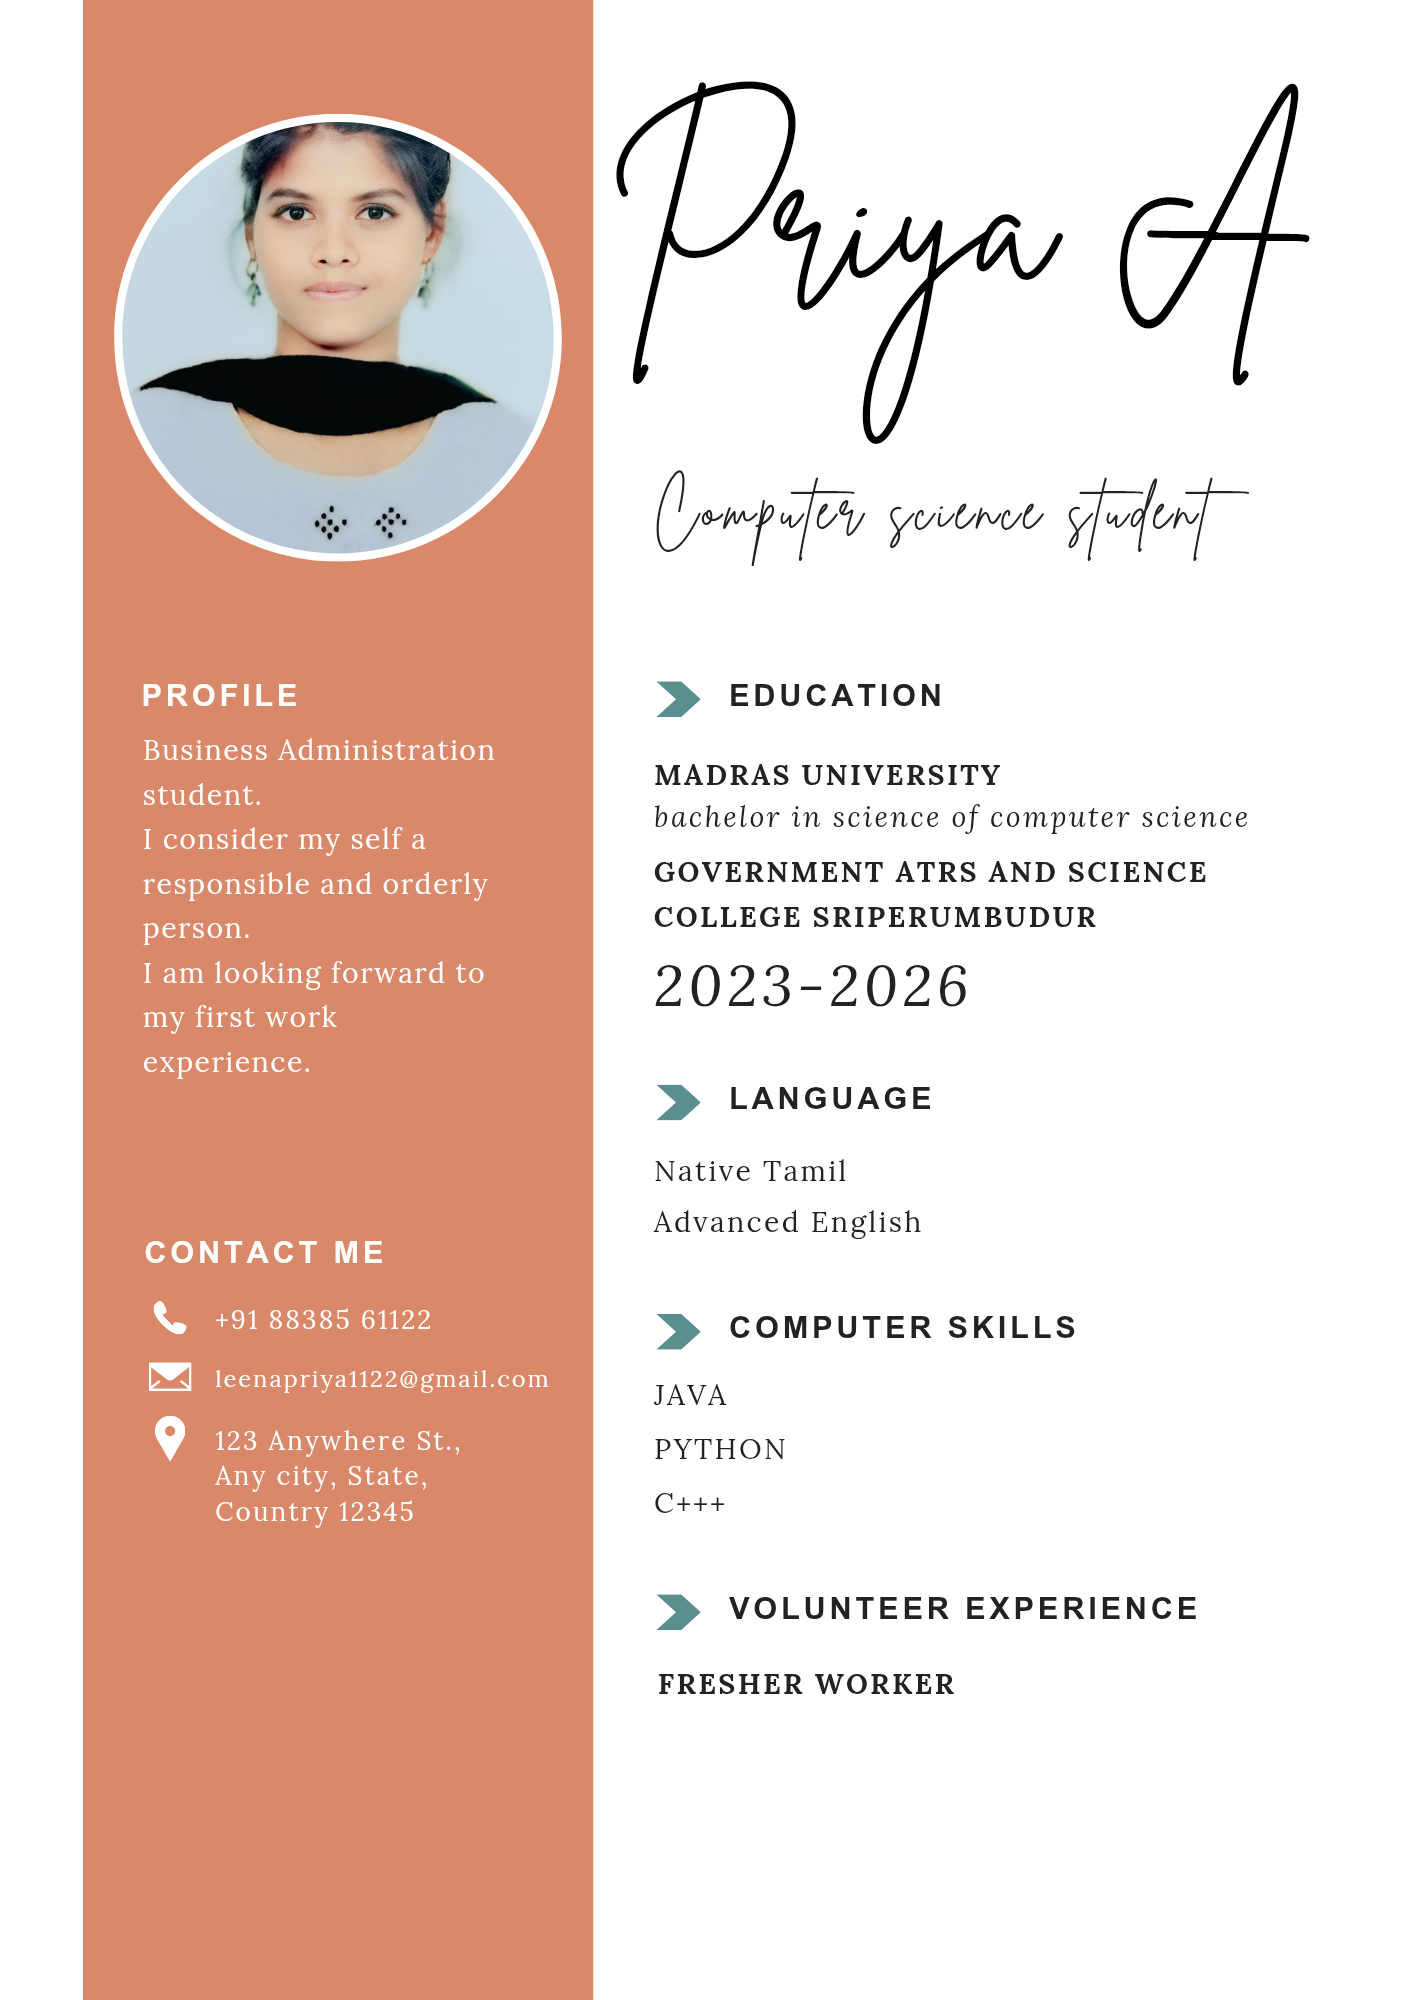 Priya A
Computer science student
PROFILE
Business Administration
student.
I consider my self a
responsible and orderly
person.
I am looking forward to
my first work
experience.
CONTACT ME
+91 88385 61122
leenapriya1122@gmail.com
123 Anywhere St.,
Any city, State,
Country 12345
EDUCATION
MADRAS UNIVERSITY
bachelor in science of computer science
GOVERNMENT ATRS AND SCIENCE
COLLEGE SRIPERUMBUDUR
2023-2026
LANGUAGE
Native Tamil
Advanced English
COMPUTER SKILLS
JAVA
PYTHON
C+++
VOLUNTEER EXPERIENCE
FRESHER WORKER